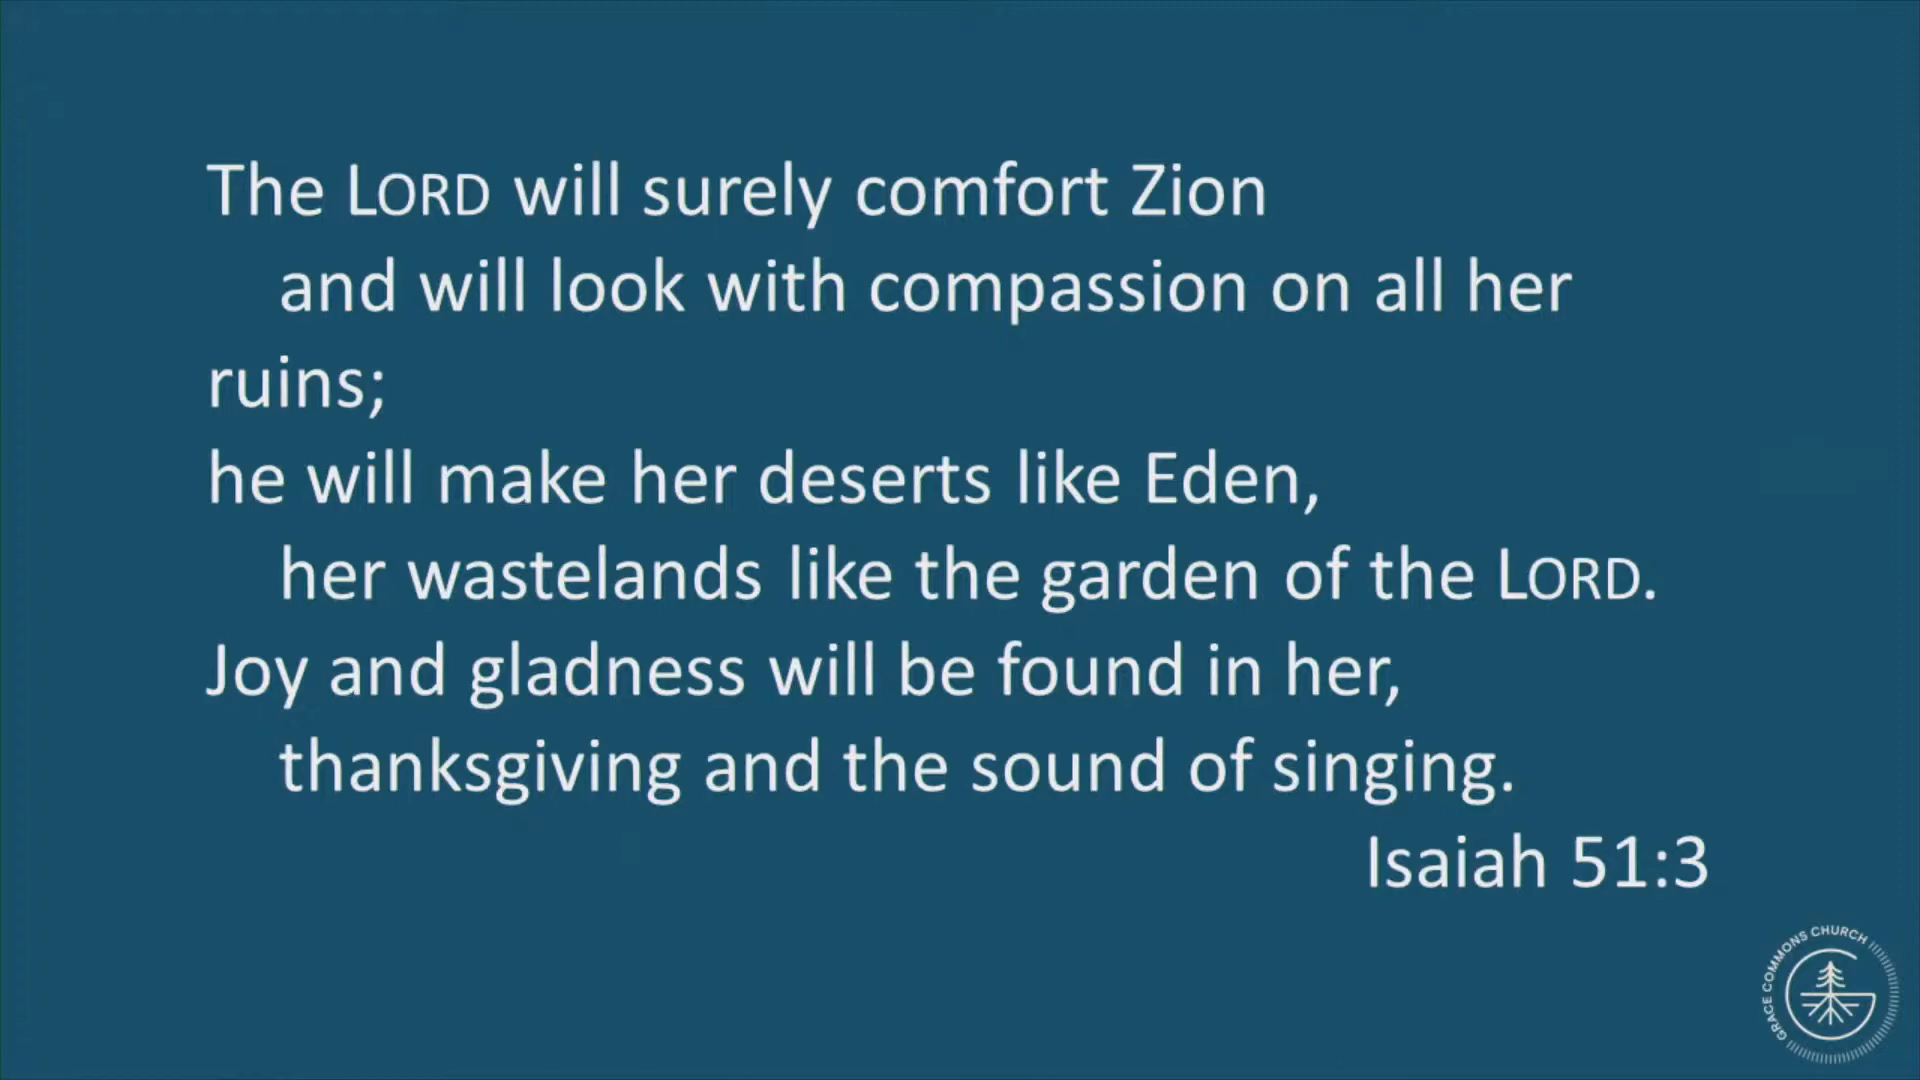 The LORD will surely comfort Zion
and will look with compassion on all her
ruins;
he will make her deserts like Eden,
her wastelands like the garden of the LORD.
Joy and gladness will be found in her,
thanksgiving and the sound of singing.
Isaiah 51:3
GRACE COMMONS CHURCH